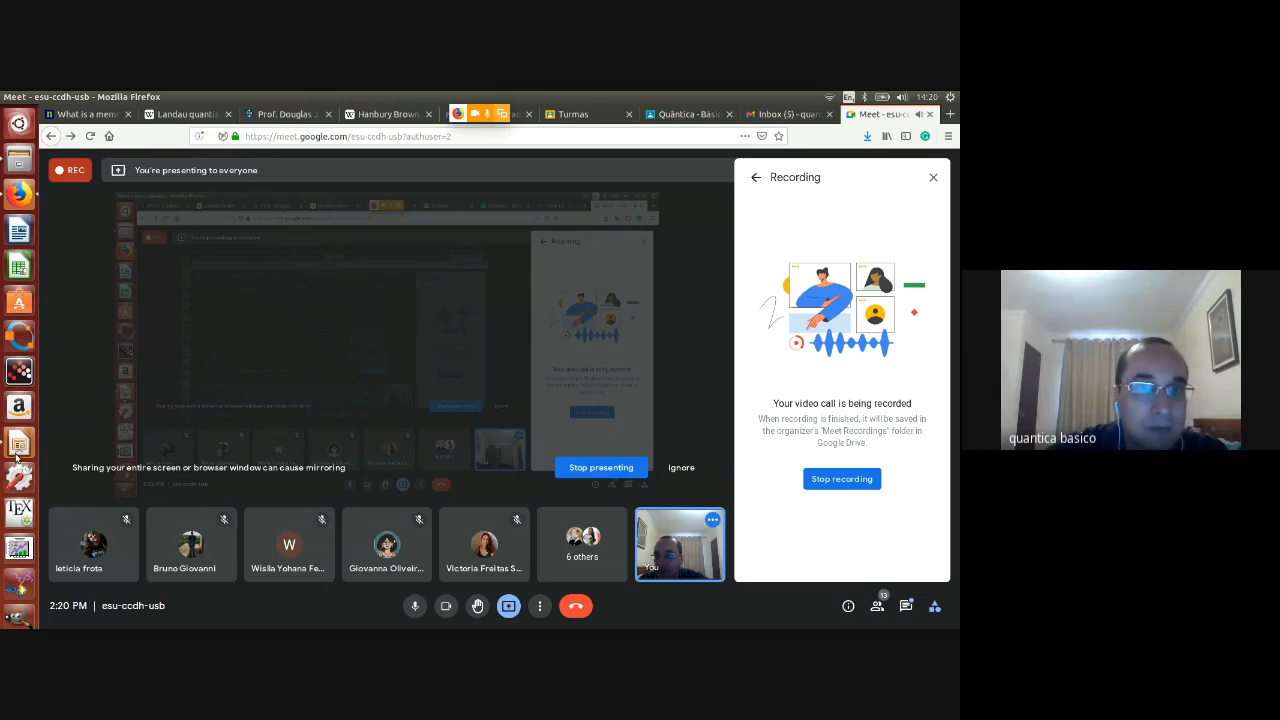 Meet - esu-ccdh-usb - Mozilla Firefox
En
14:20
What is a mem
Landau quanti
Prof. Douglas
Hanbury Brown
Turmas
Quântica - Básic
Inbox (5) - quan
Meet - esu-c
https://meet.google.com/esu-ccdh-usb?authuser=2
REC
You're presenting to everyone
Recording
Your video call is being recorded
When recording is finished, it will be saved
in the organizer's "Meet Recordings" folder in
Google Drive.
Stop recording
Sharing your entire screen or browser window can cause mirroring
Stop presenting
Ignore
leticia frota
Bruno Giovanni
W
Wislla Yohana Fe...
Giovanna Oliveir...
Victoria Freitas S...
6 others
You
2:20 PM | esu-ccdh-usb
13
quantica basico
TEX